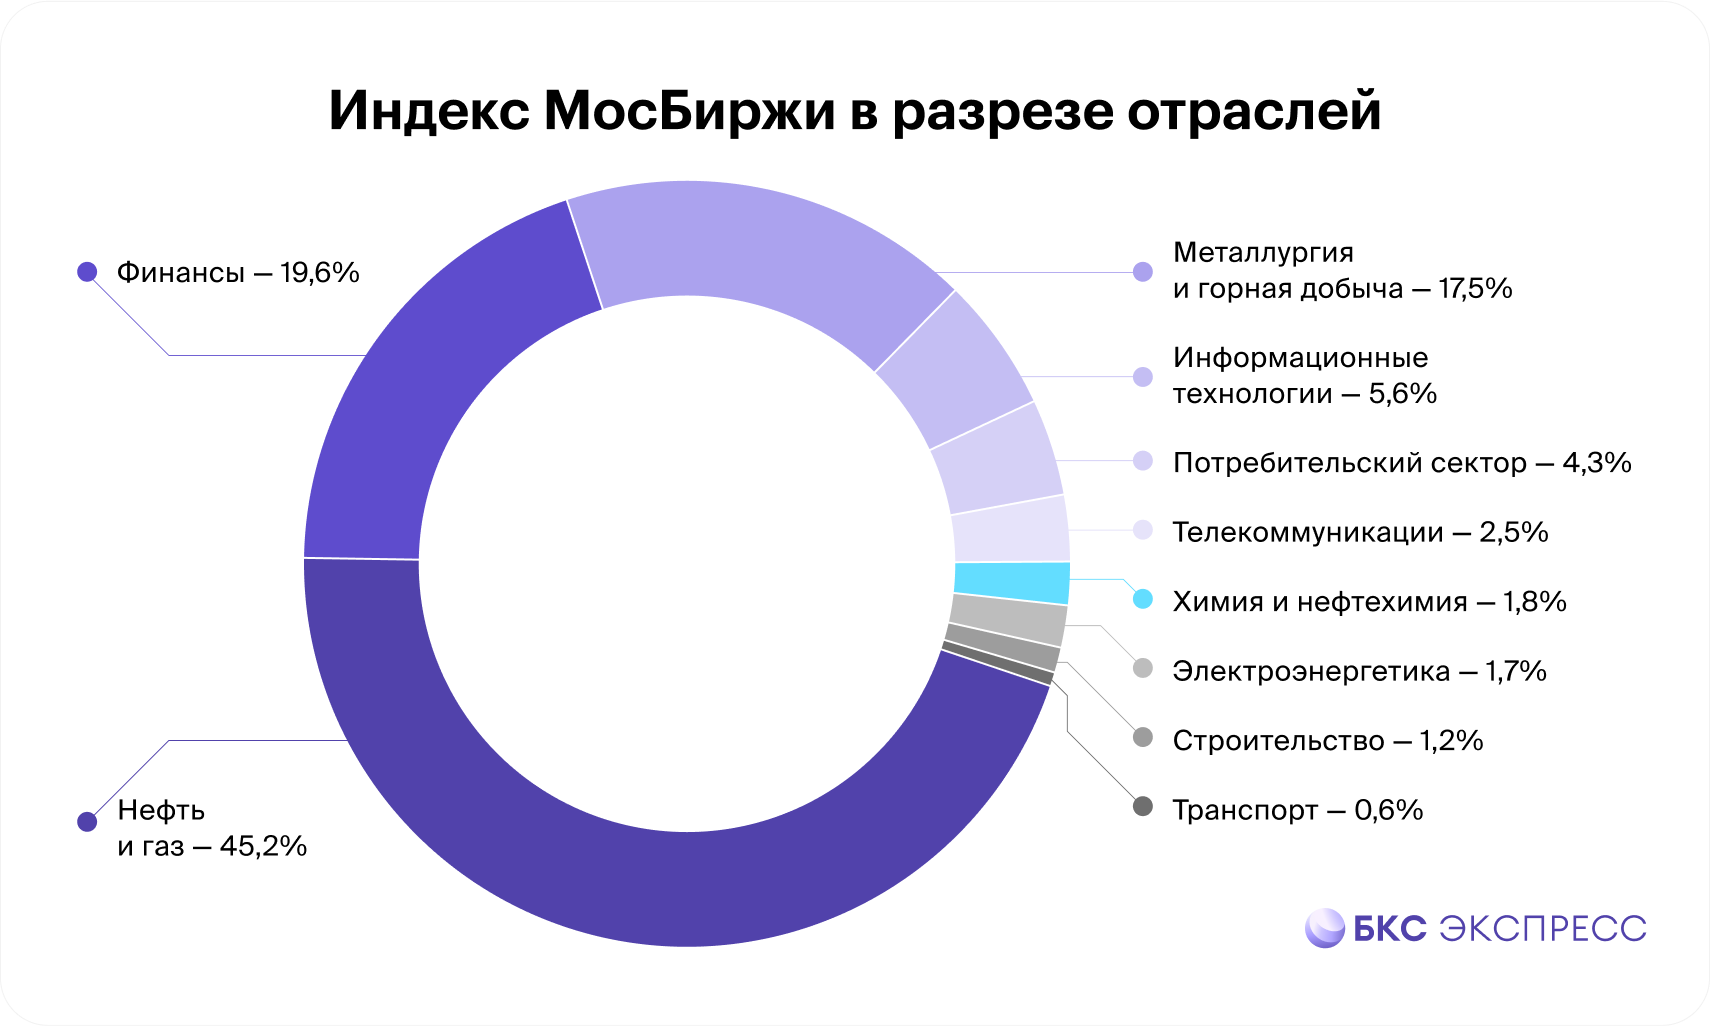 Индекс МосБиржи в разрезе отраслей
Финансы — 19,6%
Нефть
и газ — 45,2%
Металлургия
и горная добыча — 17,5%
Информационные
технологии — 5,6%
Потребительский сектор — 4,3%
Телекоммуникации — 2,5%
Химия и нефтехимия — 1,8%
Электроэнергетика — 1,7%
Строительство — 1,2%
Транспорт — 0,6%
БКС ЭКСПРЕСС